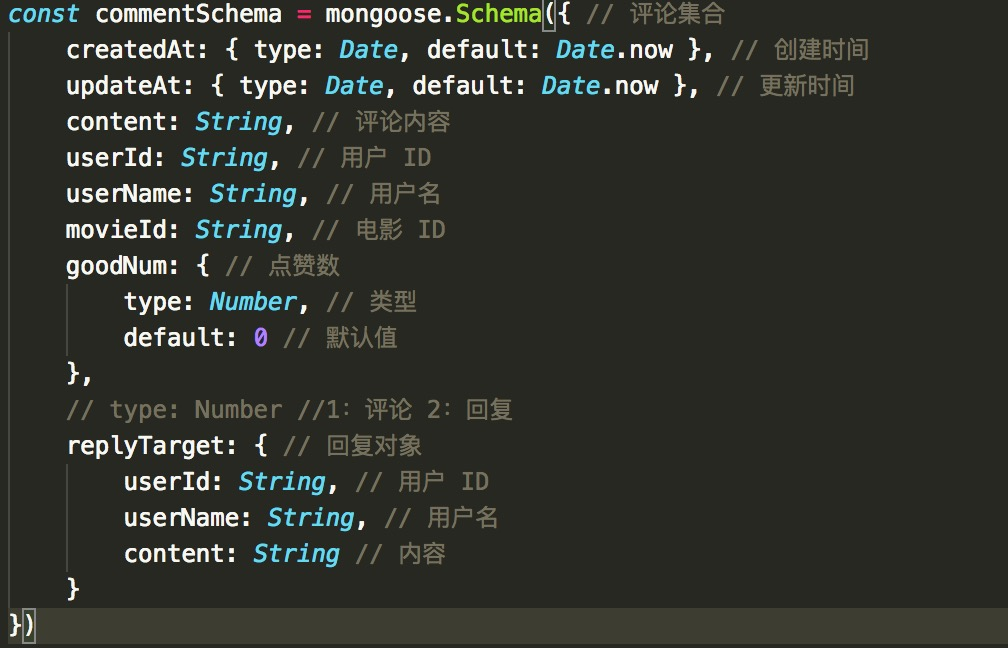 const commentSchema = mongoose.Schema({ // 评论集合
    createdAt: { type: Date, default: Date.now }, // 创建时间
    updateAt: { type: Date, default: Date.now }, // 更新时间
    content: String, // 评论内容
    userId: String, // 用户 ID
    userName: String, // 用户名
    movieId: String, // 电影 ID
    goodNum: { // 点赞数
        type: Number, // 类型
        default: 0 // 默认值
    },
    // type: Number //1: 评论 2: 回复
    replyTarget: { // 回复对象
        userId: String, // 用户 ID
        userName: String, // 用户名
        content: String // 内容
    }
})